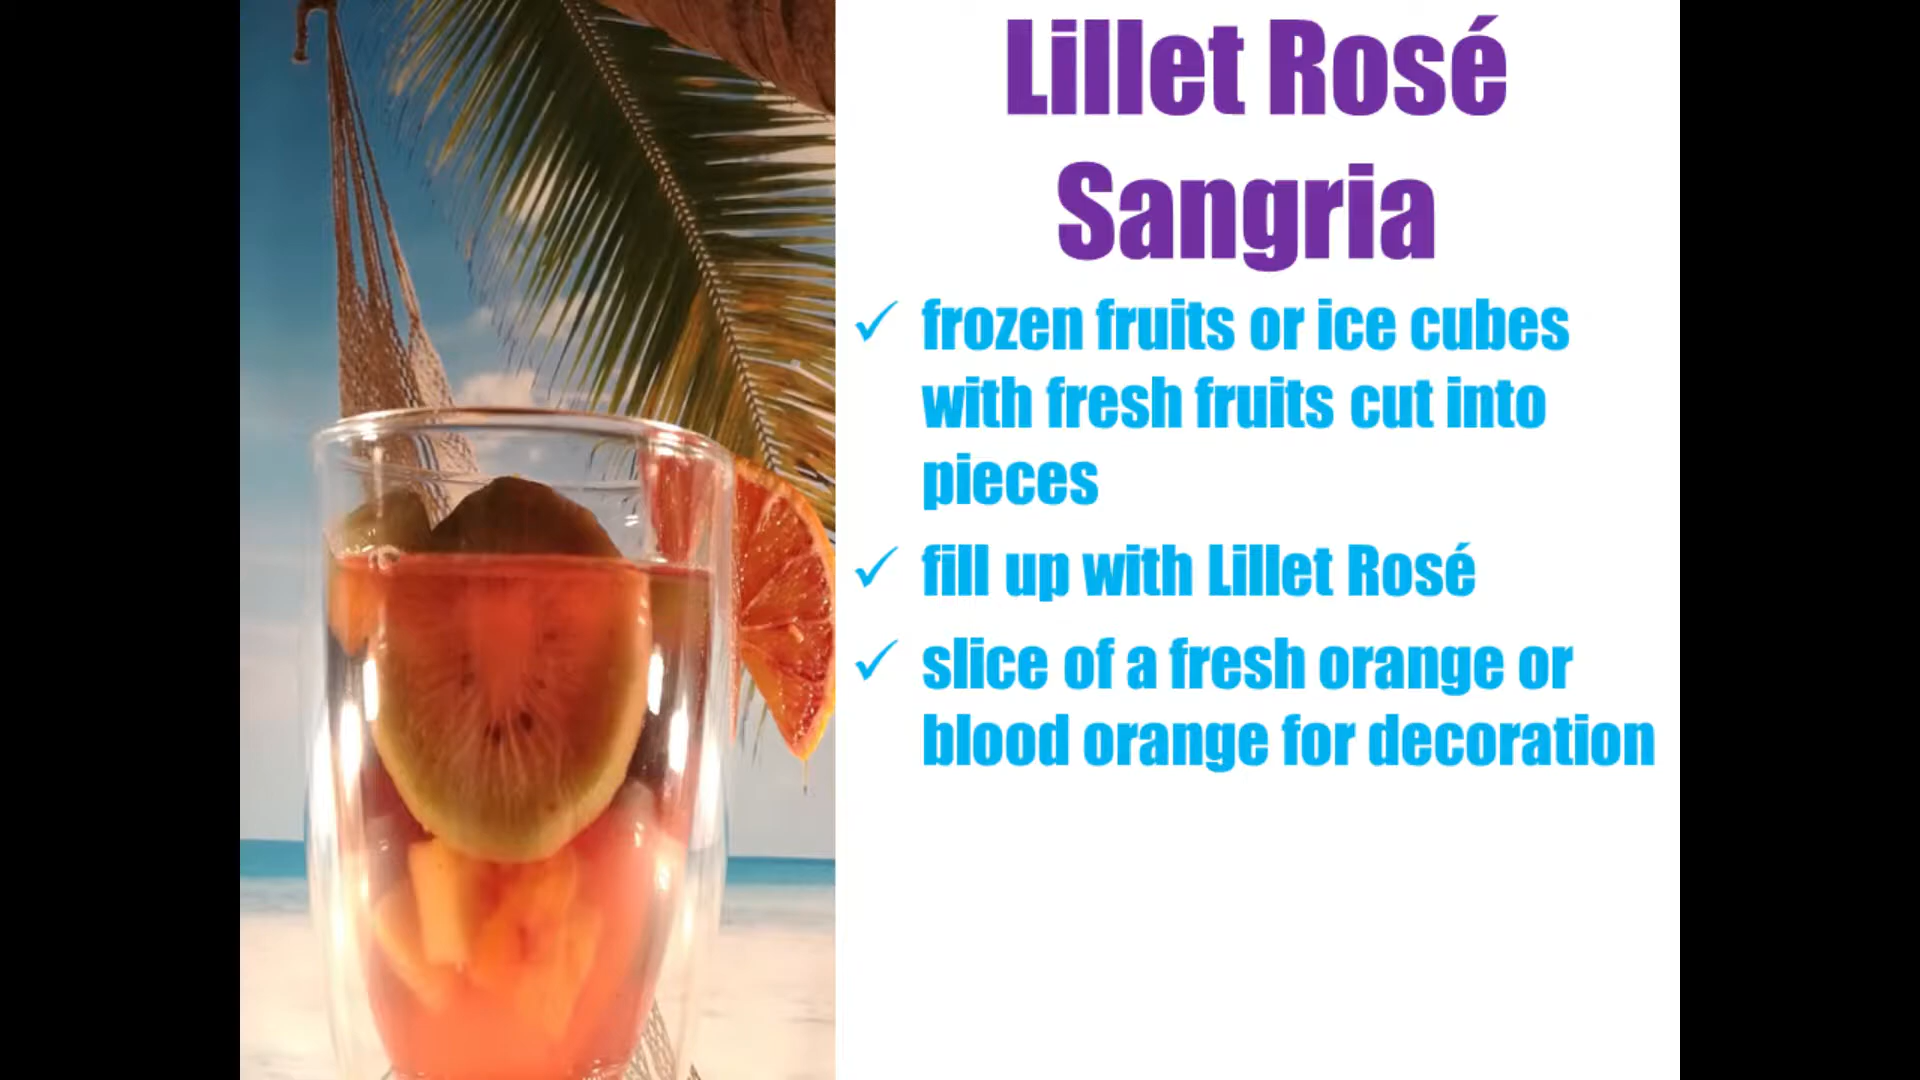 Lillet Rosé
Sangria
✓ frozen fruits or ice cubes
with fresh fruits cut into
pieces
✓ fill up with Lillet Rosé
✓ slice of a fresh orange or
blood orange for decoration